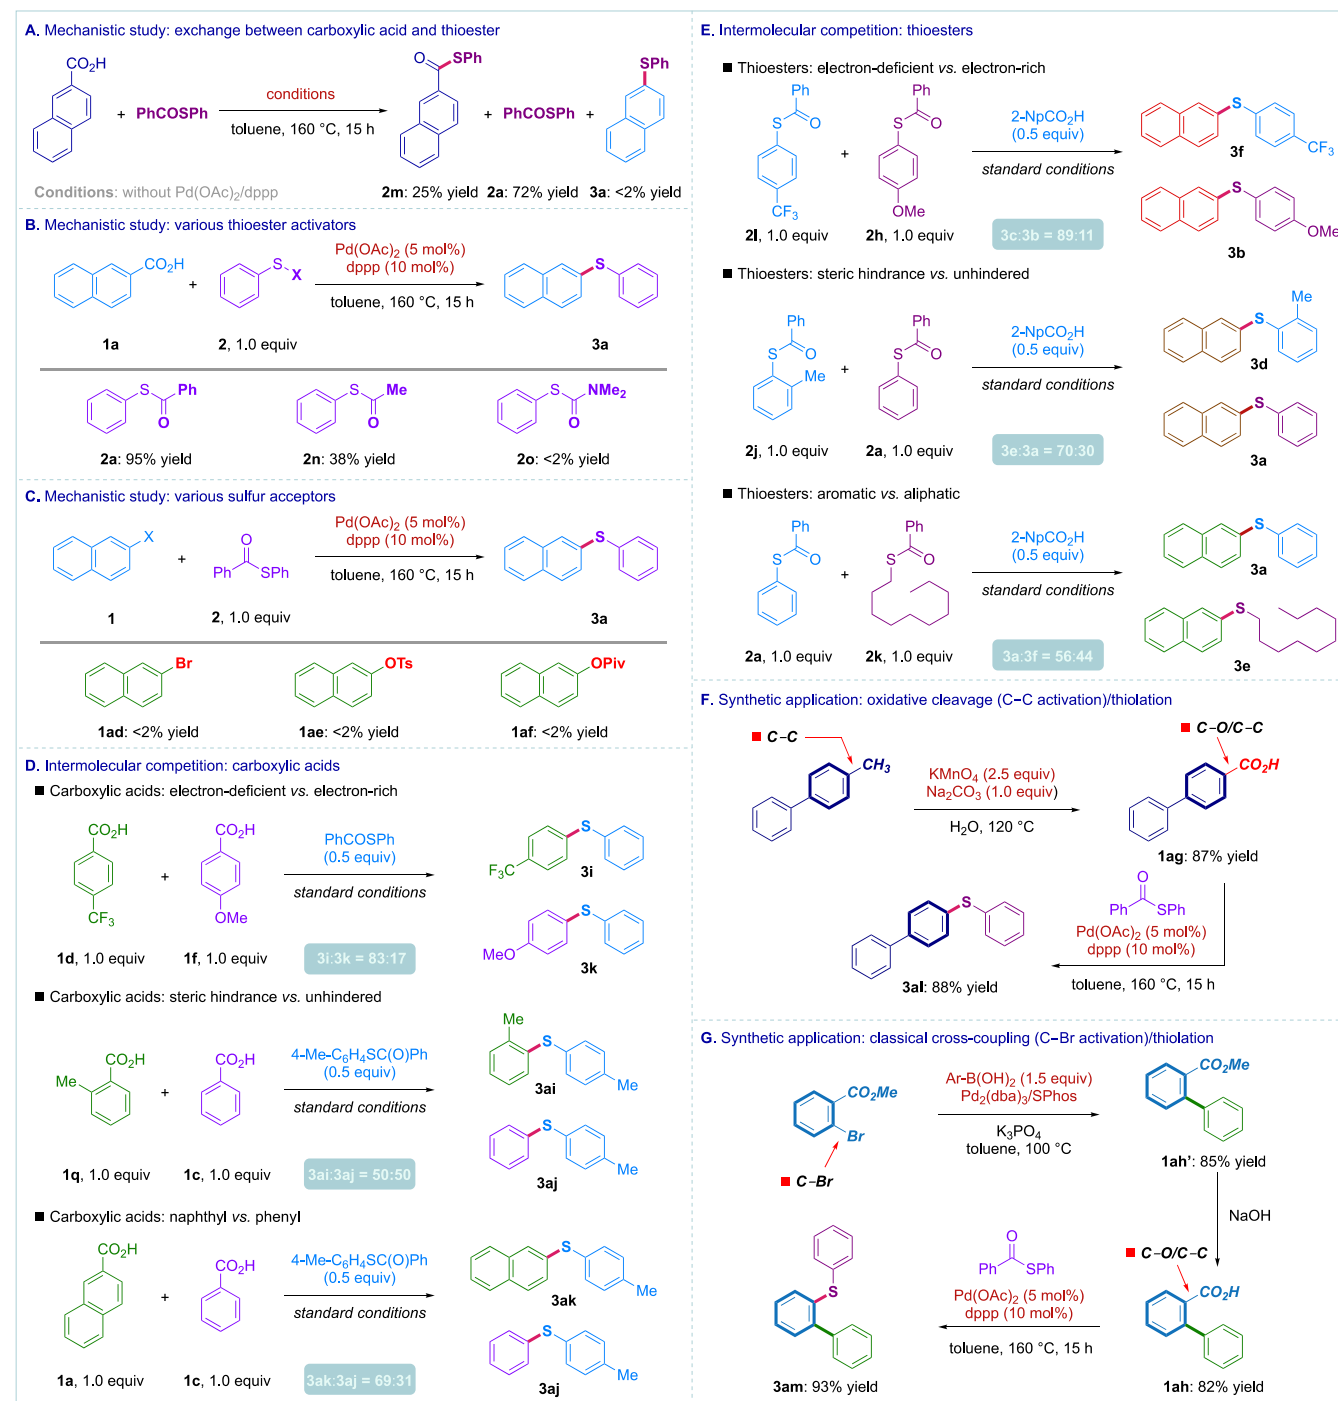 A. Mechanistic study: exchange between carboxylic acid and thioester
CO2H
+
PhCOSPh
conditions
toluene, 160 °C, 15 h
O
SPh
+
PhCOSPh
+
SPh
Conditions: without Pd(OAc)2/dppp
2m: 25% yield
2a: 72% yield
3a: <2% yield
B. Mechanistic study: various thioester activators
CO2H
+
S
X
Pd(OAc)2 (5 mol%)
dppp (10 mol%)
toluene, 160 °C, 15 h
S
1a
2, 1.0 equiv
3a
S
Ph
O
S
Me
O
S
NMe2
O
2a: 95% yield
2n: 38% yield
2o: <2% yield
C. Mechanistic study: various sulfur acceptors
X
+
O
Ph
SPh
Pd(OAc)2 (5 mol%)
dppp (10 mol%)
toluene, 160 °C, 15 h
S
1
2, 1.0 equiv
3a
Br
OTs
OPiv
1ad: <2% yield
1ae: <2% yield
1af: <2% yield
D. Intermolecular competition: carboxylic acids
■ Carboxylic acids: electron-deficient vs. electron-rich
CO2H
CF3
+
CO2H
OMe
PhCOSPh
(0.5 equiv)
standard conditions
S
F3C
3i
S
MeO
3k
1d, 1.0 equiv
1f, 1.0 equiv
3i:3k = 83:17
■ Carboxylic acids: steric hindrance vs. unhindered
CO2H
Me
+
CO2H
4-Me-C6H4SC(O)Ph
(0.5 equiv)
standard conditions
Me
S
Me
3ai
S
Me
3aj
1q, 1.0 equiv
1c, 1.0 equiv
3ai:3aj = 50:50
■ Carboxylic acids: naphthyl vs. phenyl
CO2H
+
CO2H
4-Me-C6H4SC(O)Ph
(0.5 equiv)
standard conditions
S
Me
3ak
S
Me
3aj
1a, 1.0 equiv
1c, 1.0 equiv
3ak:3aj = 69:31
E. Intermolecular competition: thioesters
■ Thioesters: electron-deficient vs. electron-rich
Ph
S
O
CF3
+
Ph
S
O
OMe
2-NpCO2H
(0.5 equiv)
standard conditions
S
CF3
3f
S
OMe
3b
2l, 1.0 equiv
2h, 1.0 equiv
3c:3b = 89:11
■ Thioesters: steric hindrance vs. unhindered
Ph
S
O
Me
+
Ph
S
O
2-NpCO2H
(0.5 equiv)
standard conditions
Me
S
3d
S
3a
2j, 1.0 equiv
2a, 1.0 equiv
3e:3a = 70:30
■ Thioesters: aromatic vs. aliphatic
Ph
S
O
+
Ph
S
O
2-NpCO2H
(0.5 equiv)
standard conditions
S
3a
S
3e
2a, 1.0 equiv
2k, 1.0 equiv
3a:3f = 56:44
F. Synthetic application: oxidative cleavage (C–C activation)/thiolation
■ C–C
CH3
KMnO4 (2.5 equiv)
Na2CO3 (1.0 equiv)
H2O, 120 °C
■ C–O/C–C
CO2H
1ag: 87% yield
O
Ph
SPh
Pd(OAc)2 (5 mol%)
dppp (10 mol%)
toluene, 160 °C, 15 h
S
3al: 88% yield
G. Synthetic application: classical cross-coupling (C–Br activation)/thiolation
CO2Me
Br
■ C–Br
Ar-B(OH)2 (1.5 equiv)
Pd2(dba)3/SPhos
K3PO4
toluene, 100 °C
CO2Me
1ah': 85% yield
NaOH
■ C–O/C–C
CO2H
1ah: 82% yield
O
Ph
SPh
Pd(OAc)2 (5 mol%)
dppp (10 mol%)
toluene, 160 °C, 15 h
S
3am: 93% yield